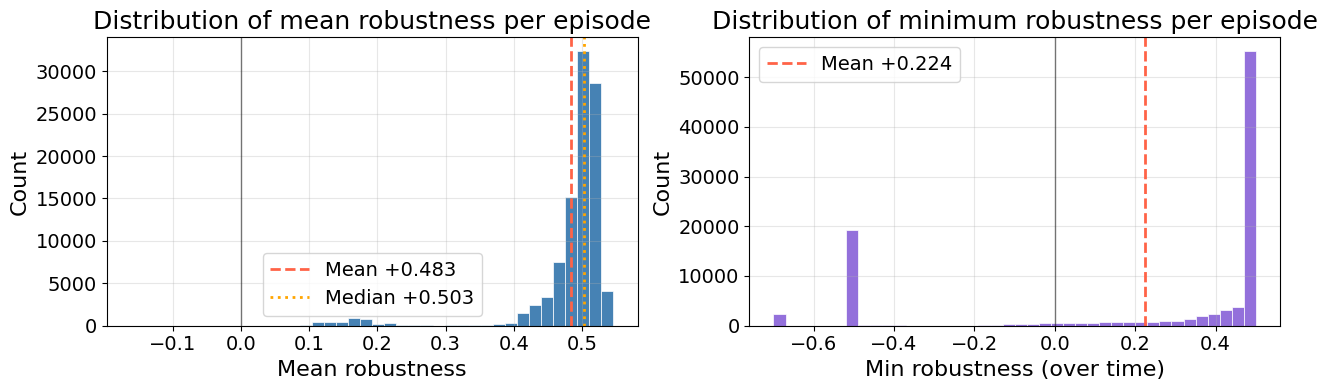 Distribution of mean robustness per episode
Count
30000
25000
20000
15000
10000
5000
0
Mean +0.483
Median +0.503
−0.1
0.0
0.1
0.2
0.3
0.4
0.5
Mean robustness
Distribution of minimum robustness per episode
Count
50000
40000
30000
20000
10000
0
Mean +0.224
−0.6
−0.4
−0.2
0.0
0.2
0.4
Min robustness (over time)